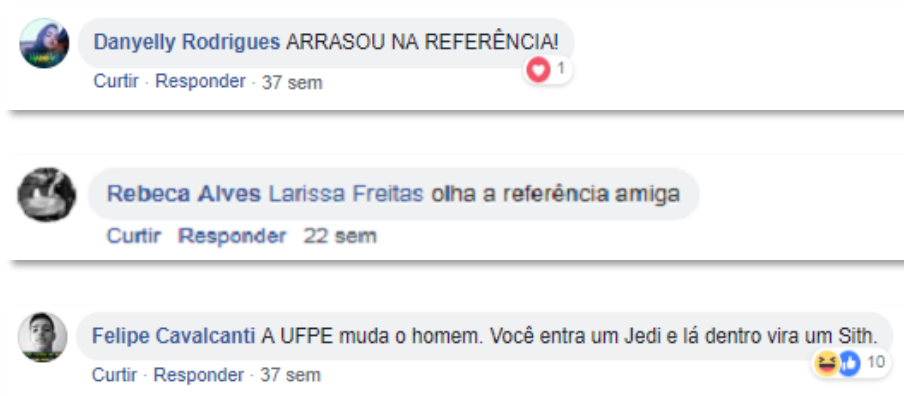 Danyelly Rodrigues ARRASOU NA REFERÊNCIA!
1
Curtir · Responder · 37 sem
Rebeca Alves Larissa Freitas olha a referência amiga
Curtir Responder 22 sem
Felipe Cavalcanti A UFPE muda o homem. Você entra um Jedi e lá dentro vira um Sith.
10
Curtir · Responder · 37 sem